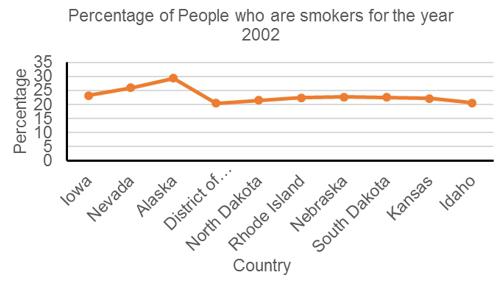 Percentage of People who are smokers for the year
2002
Percentage
35
30
25
20
15
10
5
0
Iowa
Nevada
Alaska
District of…
North Dakota
Rhode Island
Nebraska
South Dakota
Kansas
Idaho
Country